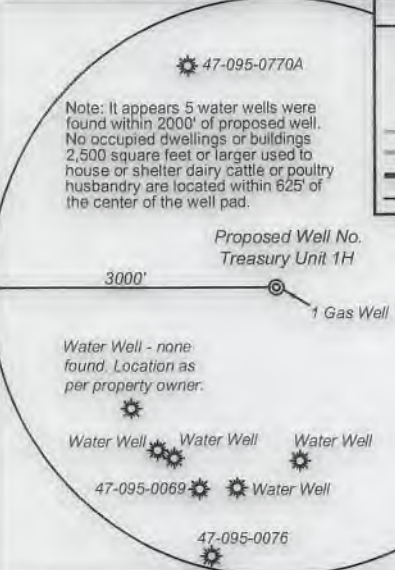 47-095-0770A
Note: It appears 5 water wells were
found within 2000' of proposed well.
No occupied dwellings or buildings
2,500 square feet or larger used to
house or shelter dairy cattle or poultry
husbandry are located within 625' of
the center of the well pad.
Proposed Well No.
Treasury Unit 1H
3000'
1 Gas Well
Water Well - none
found. Location as
per property owner.
Water Well
Water Well
Water Well
47-095-0069
Water Well
47-095-0076